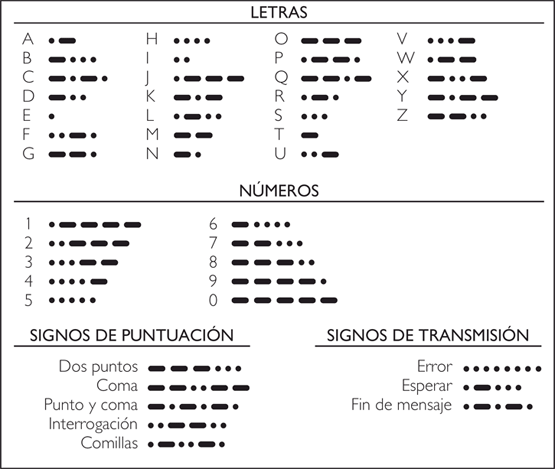 LETRAS
A H O V
B I P W
C J Q X
D K R Y
E L S Z
F M T
G N U
NÚMEROS
1 6
2 7
3 8
4 9
5 0
SIGNOS DE PUNTUACIÓN
Dos puntos
Coma
Punto y coma
Interrogación
Comillas
SIGNOS DE TRANSMISIÓN
Error
Esperar
Fin de mensaje